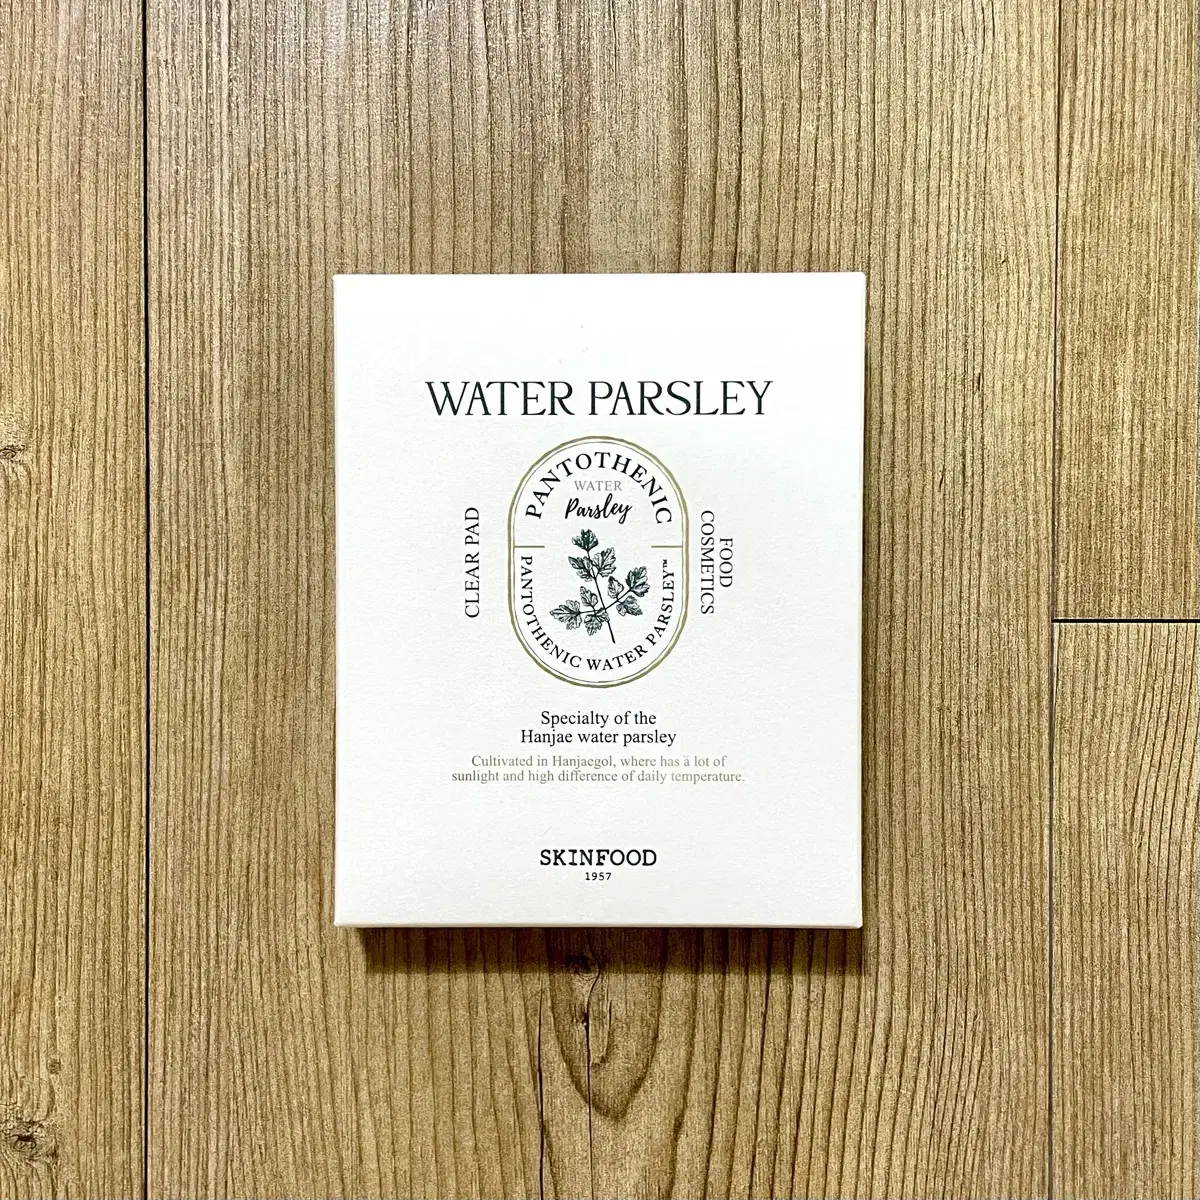 WATER PARSLEY
PANTOTHENIC
WATER
Parsley
CLEAR PAD
FOOD
COSMETICS
PANTOTHENIC WATER PARSLEY™
Specialty of the
Hanjae water parsley
Cultivated in Hanjaegol, where has a lot of
sunlight and high difference of daily temperature.
SKINFOOD
1957